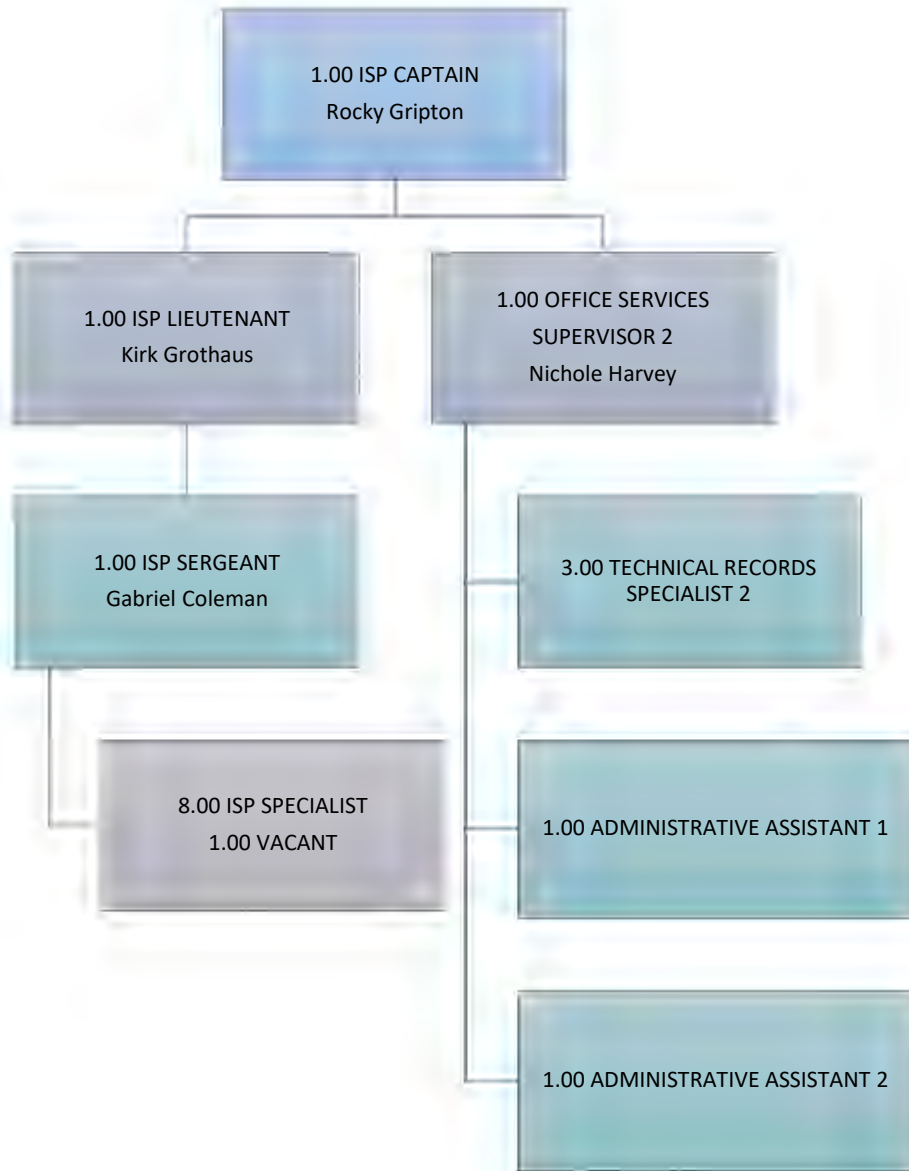 1.00 ISP CAPTAIN
Rocky Gripton
1.00 ISP LIEUTENANT
Kirk Grothaus
1.00 OFFICE SERVICES
SUPERVISOR 2
Nichole Harvey
1.00 ISP SERGEANT
Gabriel Coleman
3.00 TECHNICAL RECORDS
SPECIALIST 2
8.00 ISP SPECIALIST
1.00 VACANT
1.00 ADMINISTRATIVE ASSISTANT 1
1.00 ADMINISTRATIVE ASSISTANT 2